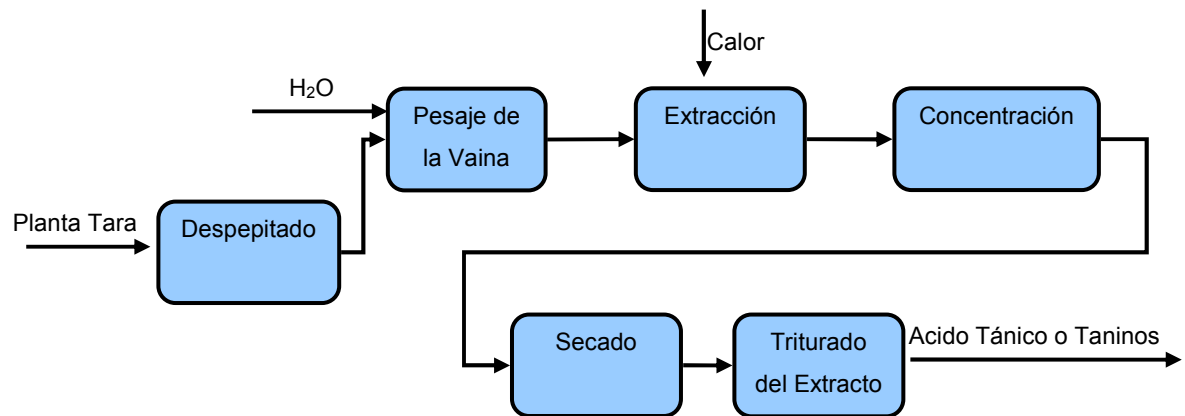 Calor
H₂O
Pesaje de
la Vaina
Extracción
Concentración
Planta Tara
Despepitado
Secado
Triturado
del Extracto
Acido Tánico o Taninos